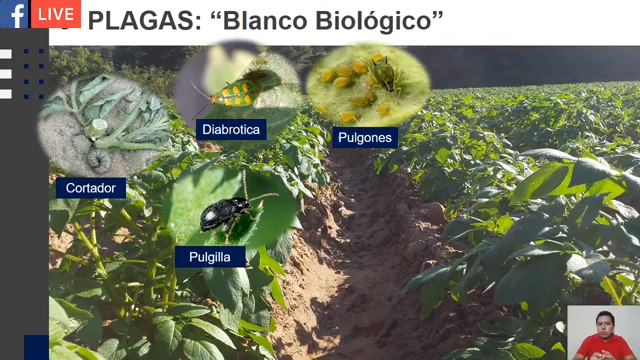 f LIVE
PLAGAS: “Blanco Biológico”
Diabrotica
Pulgones
Cortador
Pulgilla